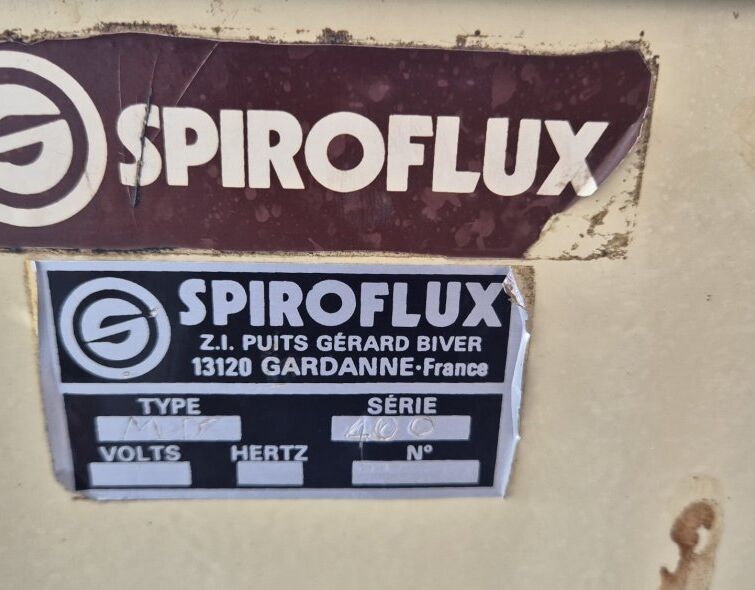 SPIROFLUX
SPIROFLUX
Z.I. PUITS GÉRARD BIVER
13120 GARDANNE·France
TYPE SÉRIE
400
VOLTS HERTZ N°